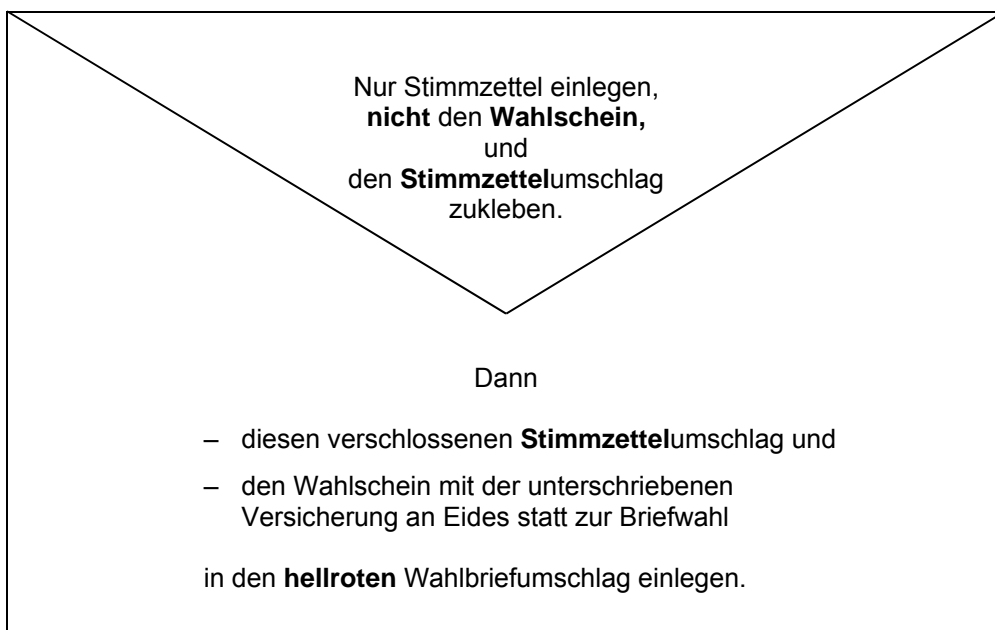 Nur Stimmzettel einlegen,
nicht den Wahlschein,
und
den Stimmzettelumschlag
zukleben.
Dann
– diesen verschlossenen Stimmzettelumschlag und
– den Wahlschein mit der unterschriebenen
Versicherung an Eides statt zur Briefwahl
in den hellroten Wahlbriefumschlag einlegen.